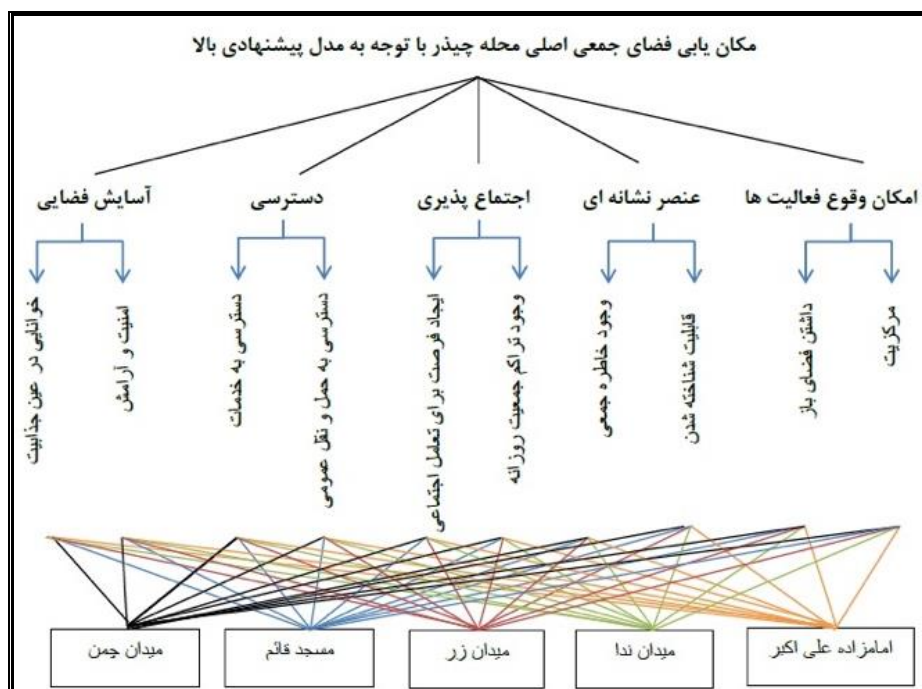 مکان یابی فضای جمعی اصلی محله چیذر با توجه به مدل پیشنهادی بالا
امکان وقوع فعالیت ها
عنصر نشانه ای
اجتماع پذیری
دسترسی
آسایش فضایی
مرکزیت
داشتن فضای باز
قابلیت شناخته شدن
وجود خاطره جمعی
وجود تراکم جمعیت روزانه
ایجاد فرصت برای تعامل اجتماعی
دسترسی به حمل و نقل عمومی
دسترسی به خدمات
امنیت و آرامش
خوانایی در عین جذابیت
امامزاده علی اکبر
میدان ندا
میدان زر
مسجد قائم
میدان چمن